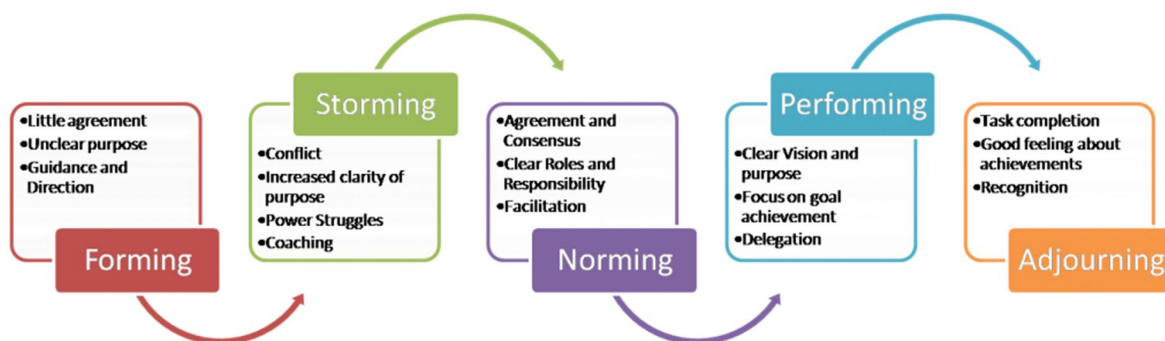 •Little agreement
•Unclear purpose
•Guidance and
Direction
Forming
Storming
•Conflict
•Increased clarity of
purpose
•Power Struggles
•Coaching
•Agreement and
Consensus
•Clear Roles and
Responsibility
•Facilitation
Norming
Performing
•Clear Vision and
purpose
•Focus on goal
achievement
•Delegation
•Task completion
•Good feeling about
achievements
•Recognition
Adjourning